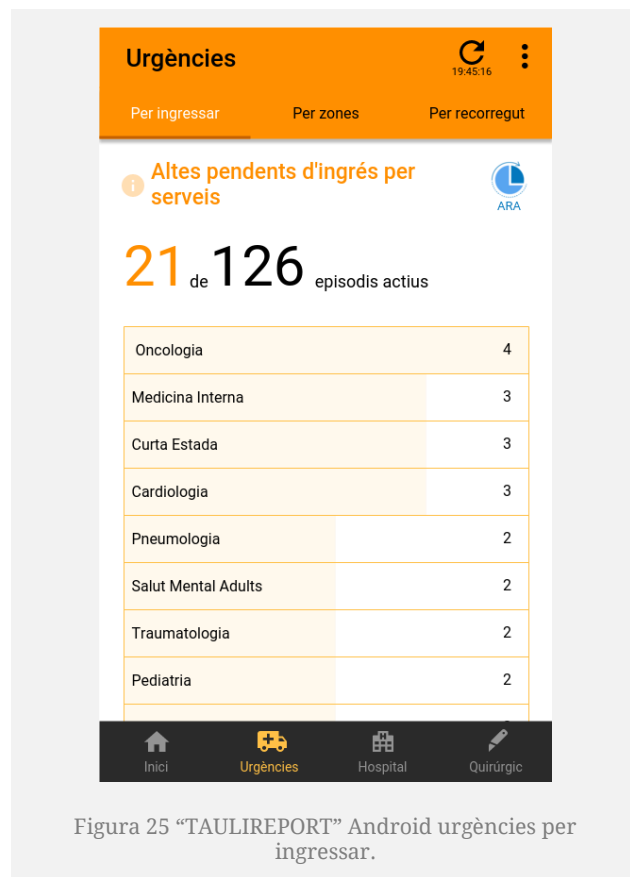 Urgències
19:45:16
Per ingressar Per zones Per recorregut
Altes pendents d'ingrés per
serveis
ARA
21 de 126 episodis actius
Oncologia 4
Medicina Interna 3
Curta Estada 3
Cardiologia 3
Pneumologia 2
Salut Mental Adults 2
Traumatologia 2
Pediatria 2
Inici Urgències Hospital Quirúrgic
Figura 25 “TAULIREPORT” Android urgències per
ingressar.